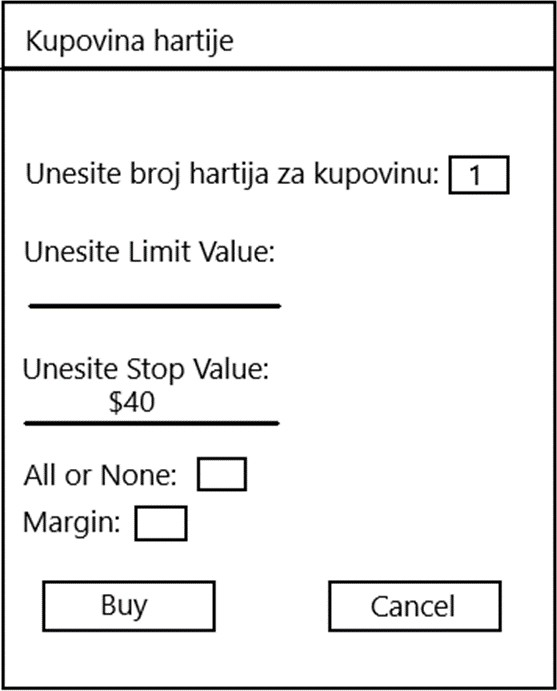 Kupovina hartije
Unesite broj hartija za kupovinu: 1
Unesite Limit Value:
Unesite Stop Value:
$40
All or None:
Margin:
Buy Cancel